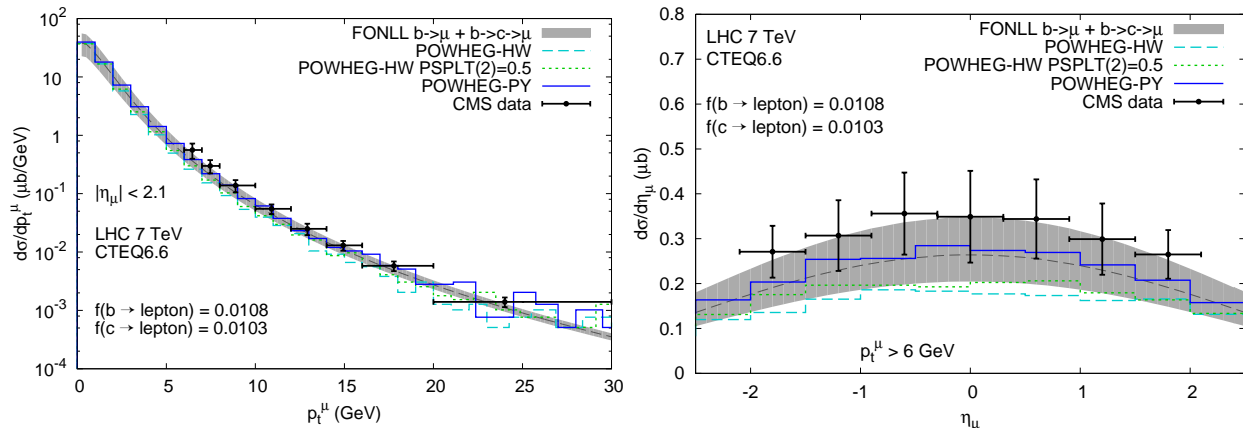 FONLL b->μ + b->c->μ
POWHEG-HW
POWHEG-HW PSPLT(2)=0.5
POWHEG-PY
CMS data
|ημ| < 2.1
LHC 7 TeV
CTEQ6.6
f(b → lepton) = 0.0108
f(c → lepton) = 0.0103
dσ/dp_t^μ (μb/GeV)
10^2
10
1
10^-1
10^-2
10^-3
10^-4
0 5 10 15 20 25 30
p_t^μ (GeV)
LHC 7 TeV
CTEQ6.6
FONLL b->μ + b->c->μ
POWHEG-HW
POWHEG-HW PSPLT(2)=0.5
POWHEG-PY
CMS data
f(b → lepton) = 0.0108
f(c → lepton) = 0.0103
p_t^μ > 6 GeV
dσ/dη_μ (μb)
0.8
0.7
0.6
0.5
0.4
0.3
0.2
0.1
0
-2 -1 0 1 2
η_μ